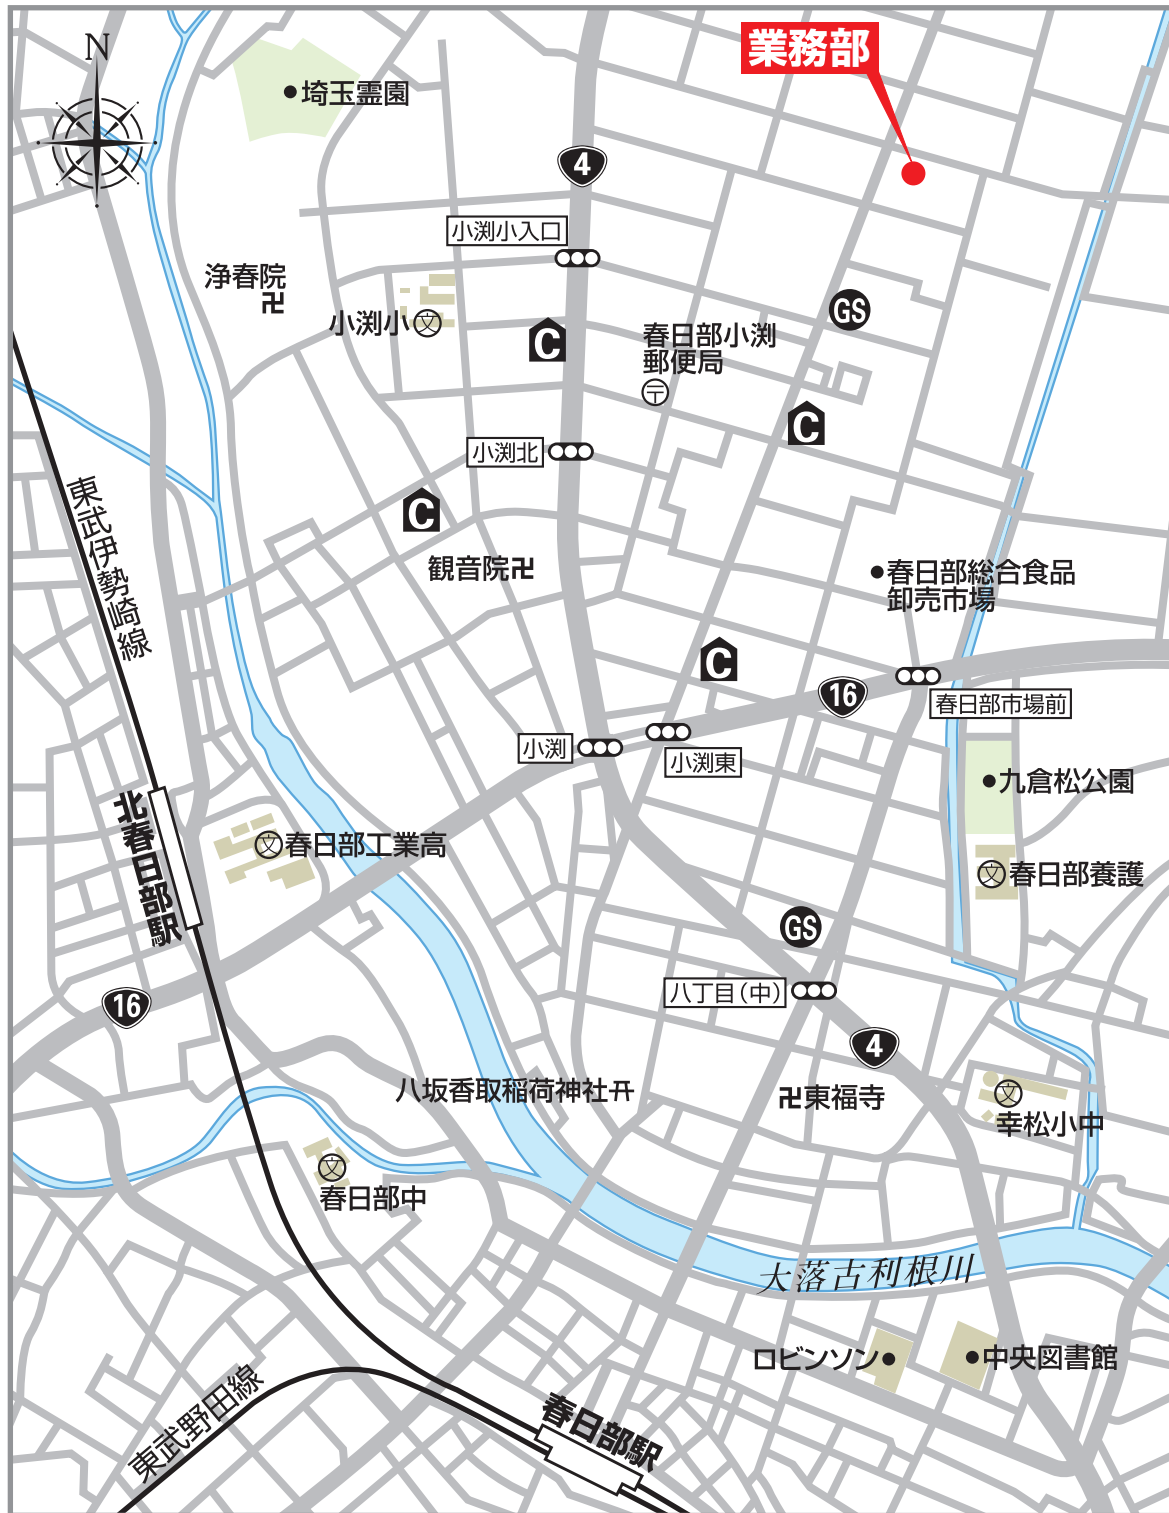 業務部
N
埼玉霊園
4
小渕小入口
浄春院
卍
小渕小
文
GS
C
春日部小渕
郵便局
〒
C
小渕北
C
観音院卍
東武伊勢崎線
春日部総合食品
卸売市場
C
16
春日部市場前
小渕
小渕東
九倉松公園
北春日部駅
文
春日部工業高
文
春日部養護
GS
八丁目(中)
16
4
八坂香取稲荷神社
卍東福寺
文
幸松小中
文
春日部中
大落古利根川
ロビンソン
中央図書館
東武野田線
春日部駅